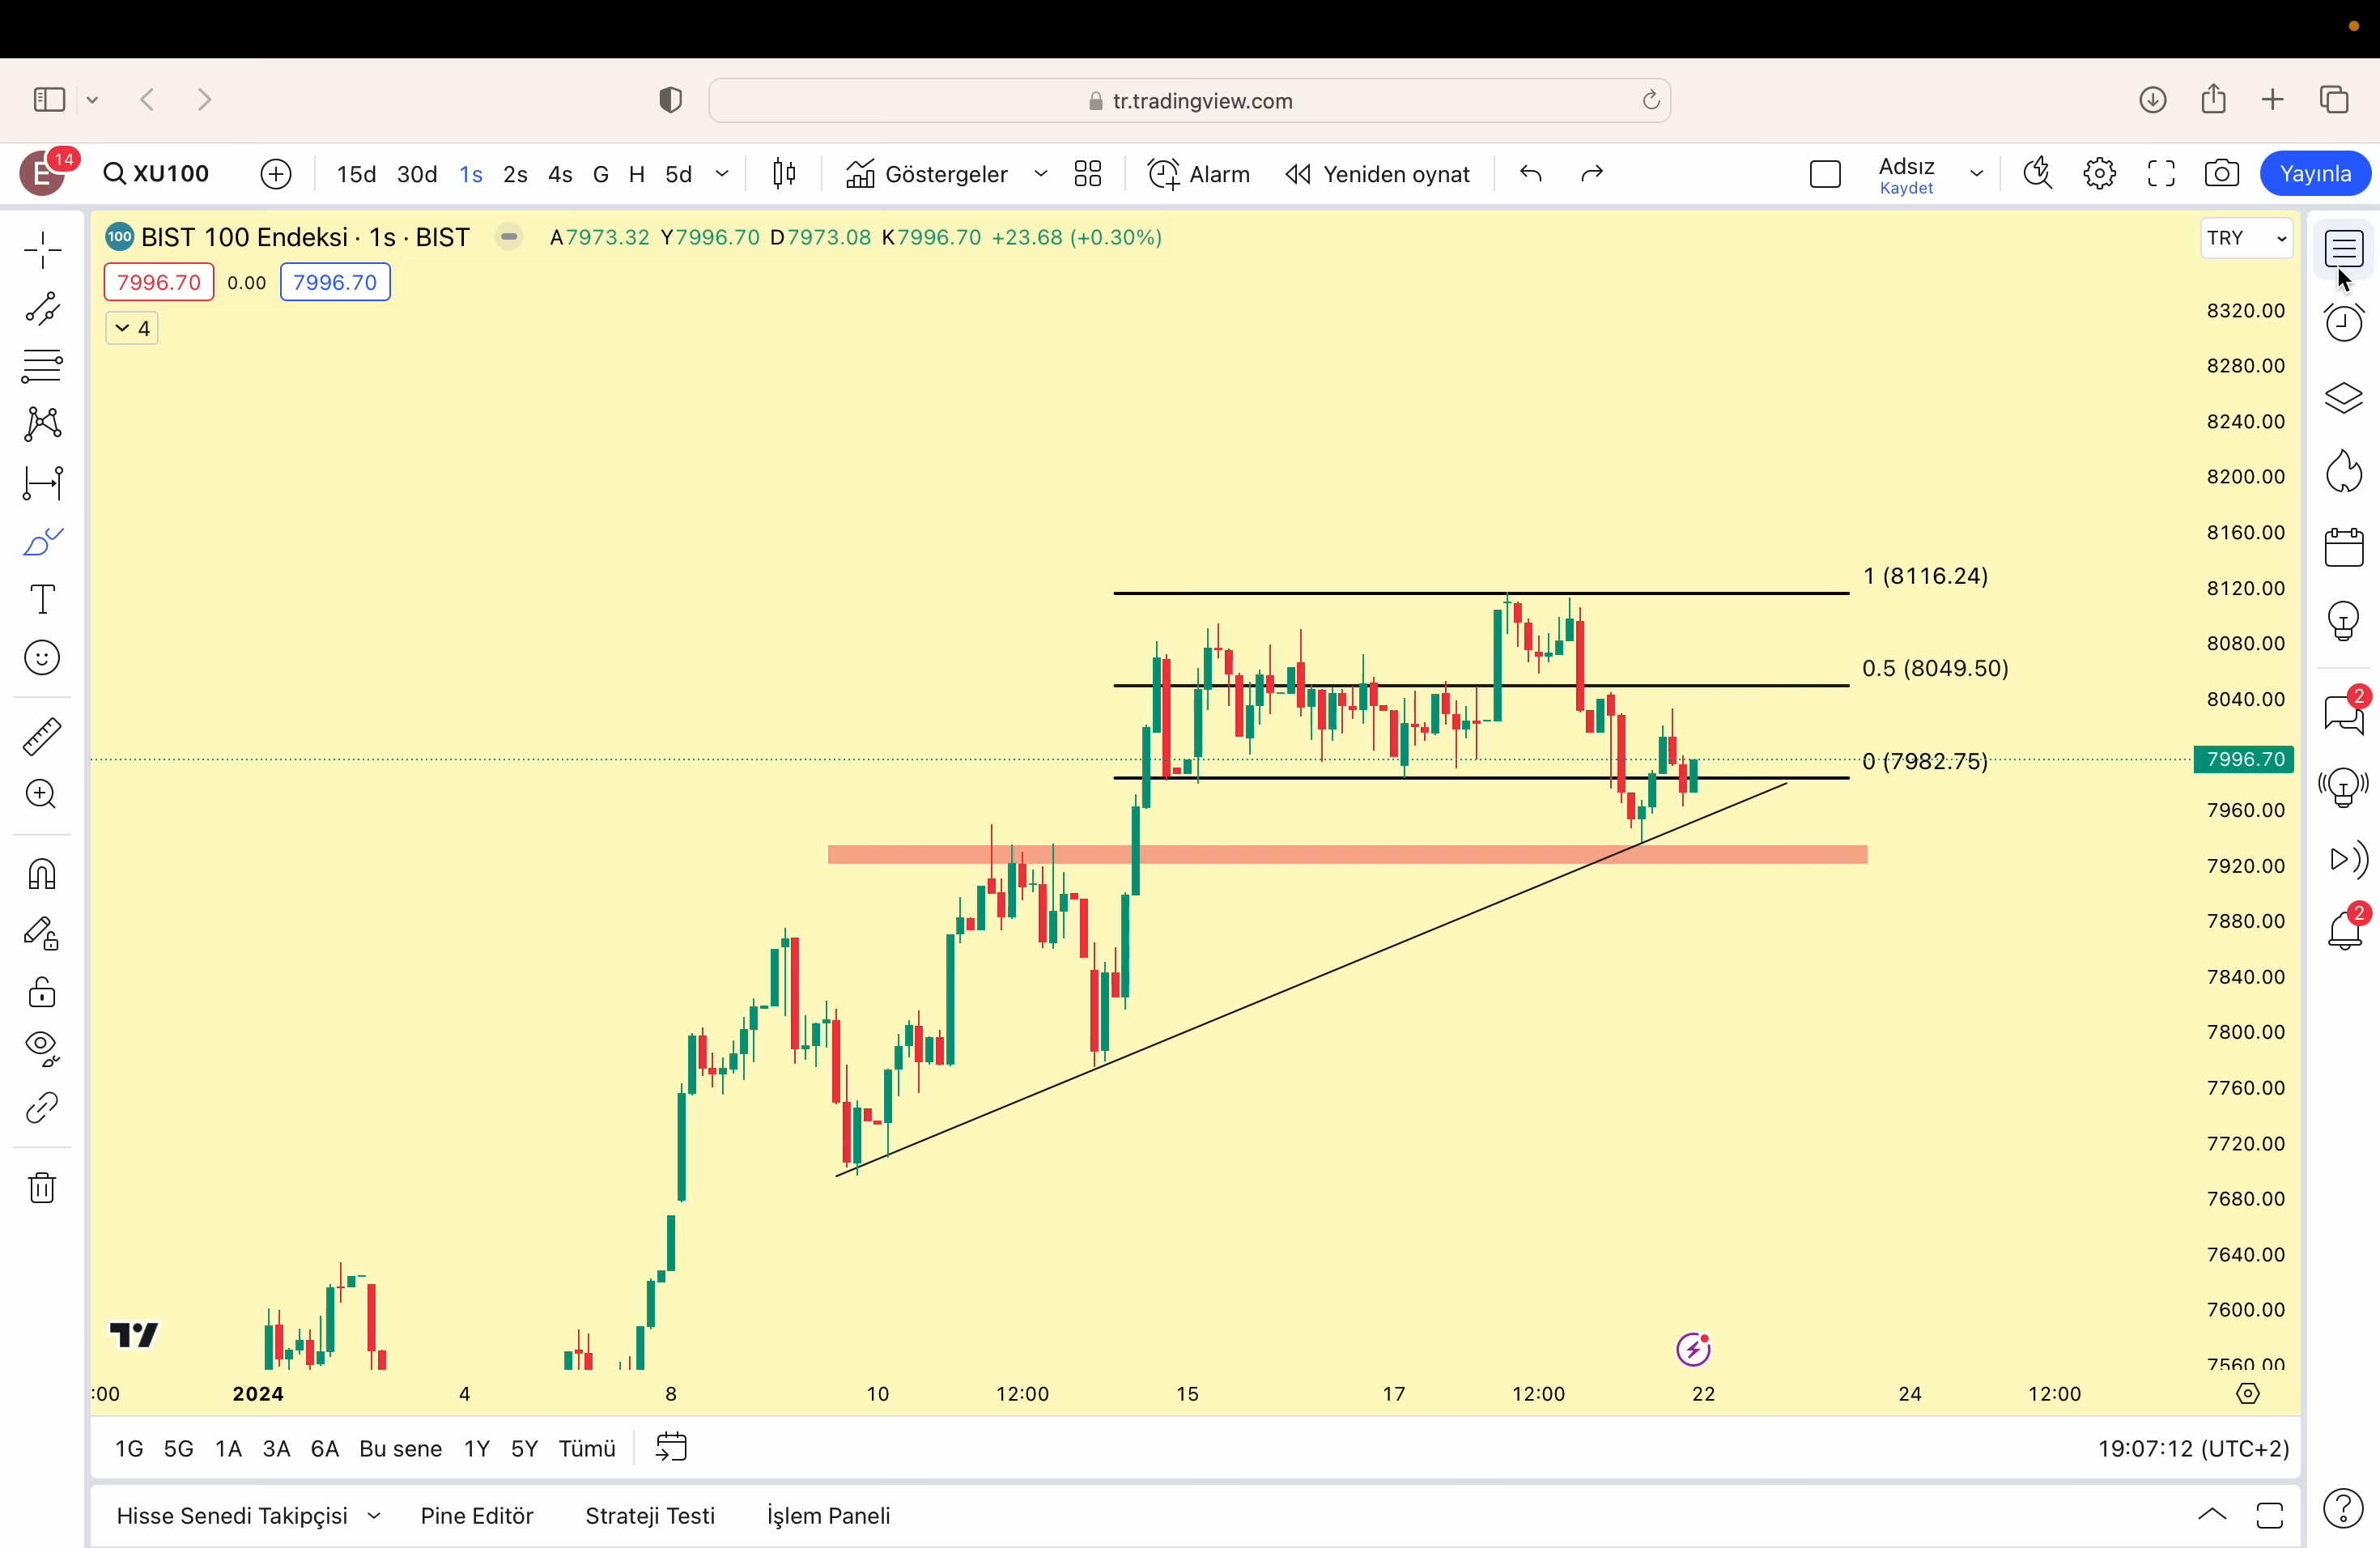 tr.tradingview.com
E 14 XU100 15d 30d 1s 2s 4s G H 5d Göstergeler Alarm Yeniden oynat Adsız Yayınla
Kaydet
100 BIST 100 Endeksi · 1s · BIST A7973.32 Y7996.70 D7973.08 K7996.70 +23.68 (+0.30%) TRY
7996.70 0.00 7996.70
4
8320.00
8280.00
8240.00
8200.00
8160.00
1 (8116.24)
8120.00
8080.00
0.5 (8049.50)
8040.00
2
0 (7982.75) 7996.70
7960.00
7920.00
2
7880.00
7840.00
7800.00
7760.00
7720.00
7680.00
7640.00
7600.00
7560.00
:00 2024 4 8 10 12:00 15 17 12:00 22 24 12:00
1G 5G 1A 3A 6A Bu sene 1Y 5Y Tümü 19:07:12 (UTC+2)
Hisse Senedi Takipçisi Pine Editör Strateji Testi İşlem Paneli